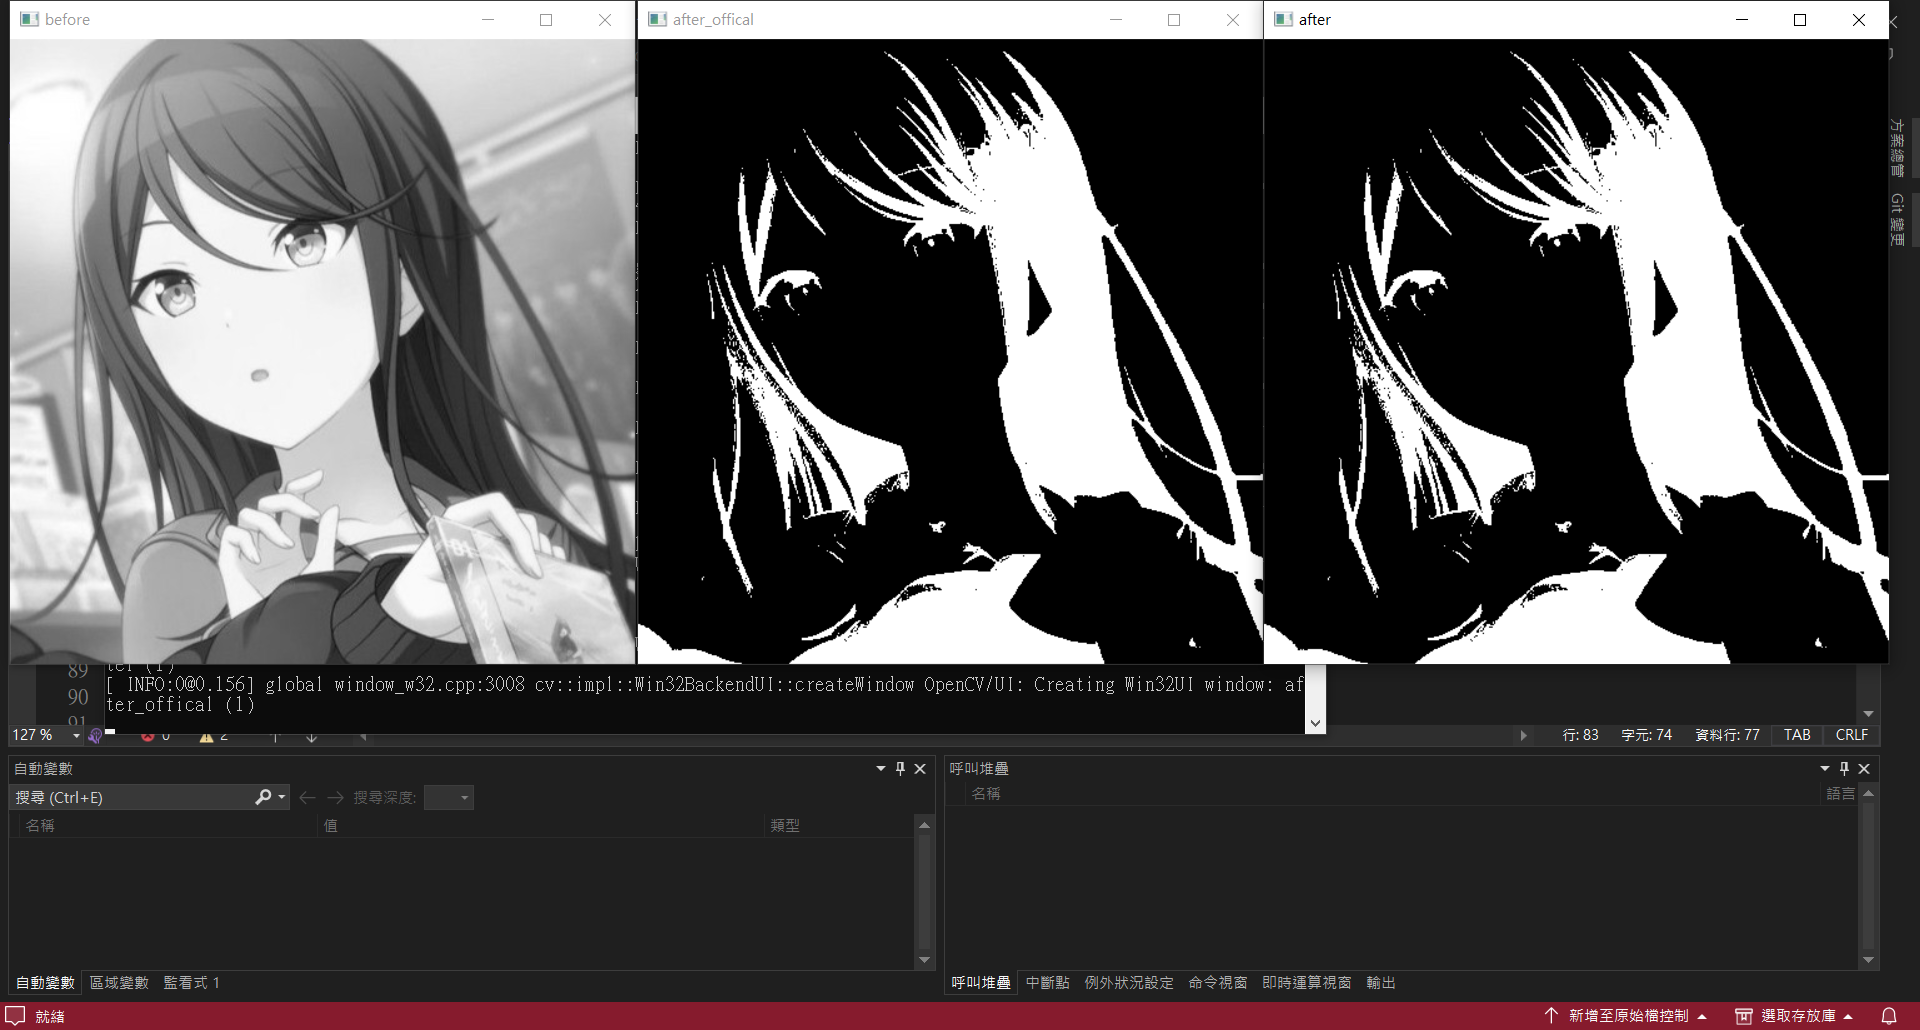 before
after_offical
after
方案總管
Git 變更
89
ter (1)
90
[ INFO:0@0.156] global window_w32.cpp:3008 cv::impl::Win32BackendUI::createWindow OpenCV/UI: Creating Win32UI window: af
ter_offical (1)
91
127 %
0
2
行: 83
字元: 74
資料行: 77
TAB
CRLF
自動變數
搜尋 (Ctrl+E)
搜尋深度:
名稱
值
類型
自動變數
區域變數
監看式 1
呼叫堆疊
名稱
語言
呼叫堆疊
中斷點
例外狀況設定
命令視窗
即時運算視窗
輸出
就緒
新增至原始檔控制
選取存放庫